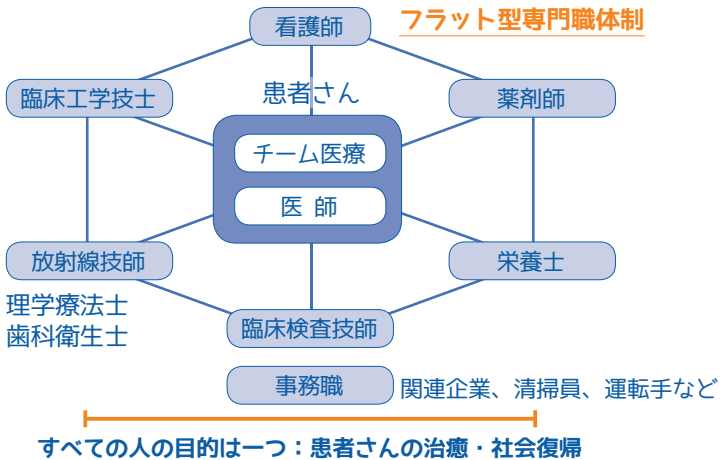 看護師
フラット型専門職体制
臨床工学技士
患者さん
薬剤師
チーム医療
医 師
放射線技師
栄養士
理学療法士
歯科衛生士
臨床検査技師
事務職
関連企業、清掃員、運転手など
すべての人の目的は一つ：患者さんの治癒・社会復帰